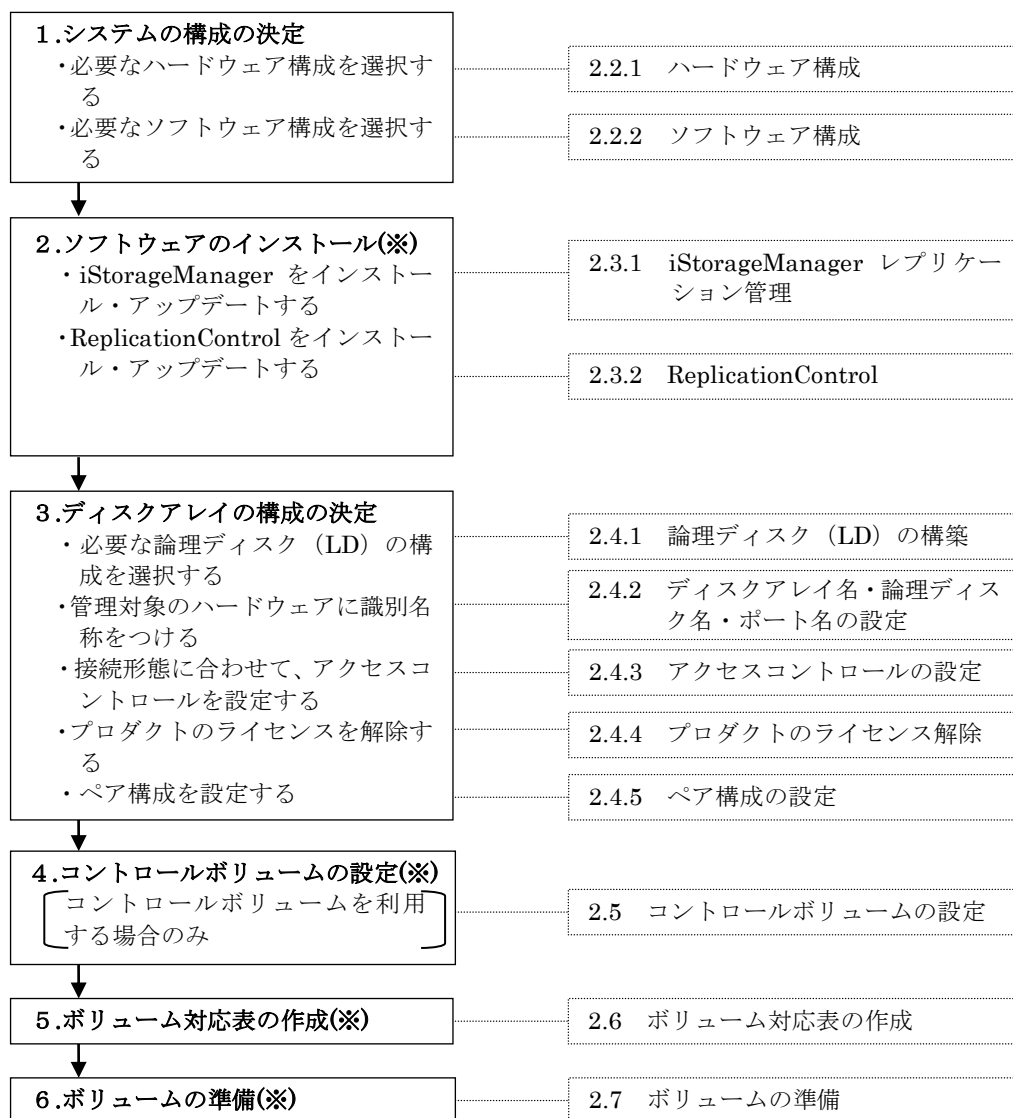 １.システムの構成の決定
・必要なハードウェア構成を選択す
る
・必要なソフトウェア構成を選択す
る
2.2.1 ハードウェア構成
2.2.2 ソフトウェア構成
２.ソフトウェアのインストール(※)
・iStorageManager をインストー
ル・アップデートする
・ReplicationControl をインストー
ル・アップデートする
2.3.1 iStorageManager レプリケー
ション管理
2.3.2 ReplicationControl
３.ディスクアレイの構成の決定
・必要な論理ディスク（LD）の構
成を選択する
・管理対象のハードウェアに識別名
称をつける
・接続形態に合わせて、アクセスコ
ントロールを設定する
・プロダクトのライセンスを解除す
る
・ペア構成を設定する
2.4.1 論理ディスク（LD）の構築
2.4.2 ディスクアレイ名・論理ディス
ク名・ポート名の設定
2.4.3 アクセスコントロールの設定
2.4.4 プロダクトのライセンス解除
2.4.5 ペア構成の設定
４.コントロールボリュームの設定(※)
コントロールボリュームを利用
する場合のみ
2.5 コントロールボリュームの設定
５.ボリューム対応表の作成(※)
2.6 ボリューム対応表の作成
６.ボリュームの準備(※)
2.7 ボリュームの準備